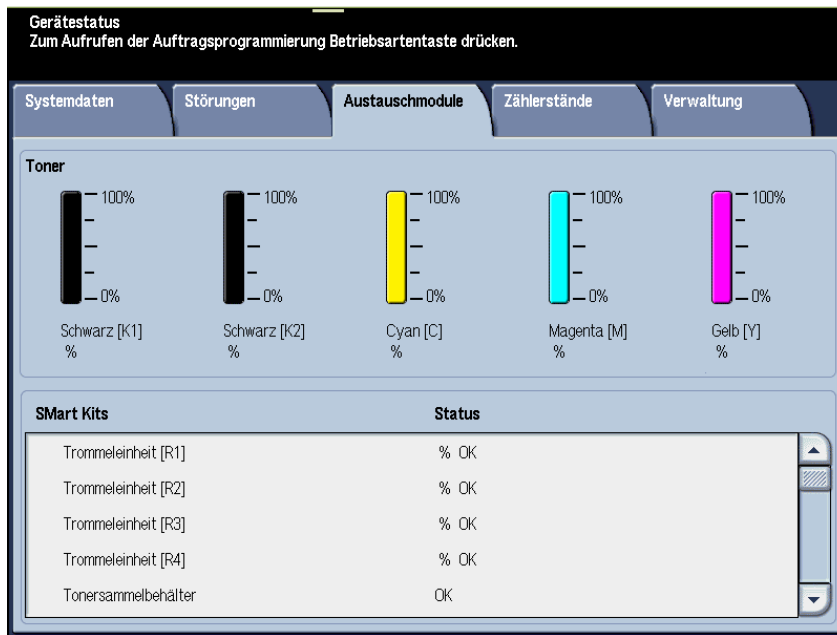 Gerätestatus
Zum Aufrufen der Auftragsprogrammierung Betriebsartentaste drücken.
Systemdaten Störungen Austauschmodule Zählerstände Verwaltung
Toner
100% 100% 100% 100% 100%
0% 0% 0% 0% 0%
Schwarz [K1] Schwarz [K2] Cyan [C] Magenta [M] Gelb [Y]
% % % % %
SMart Kits Status
Trommeleinheit [R1] % OK
Trommeleinheit [R2] % OK
Trommeleinheit [R3] % OK
Trommeleinheit [R4] % OK
Tonersammelbehälter OK